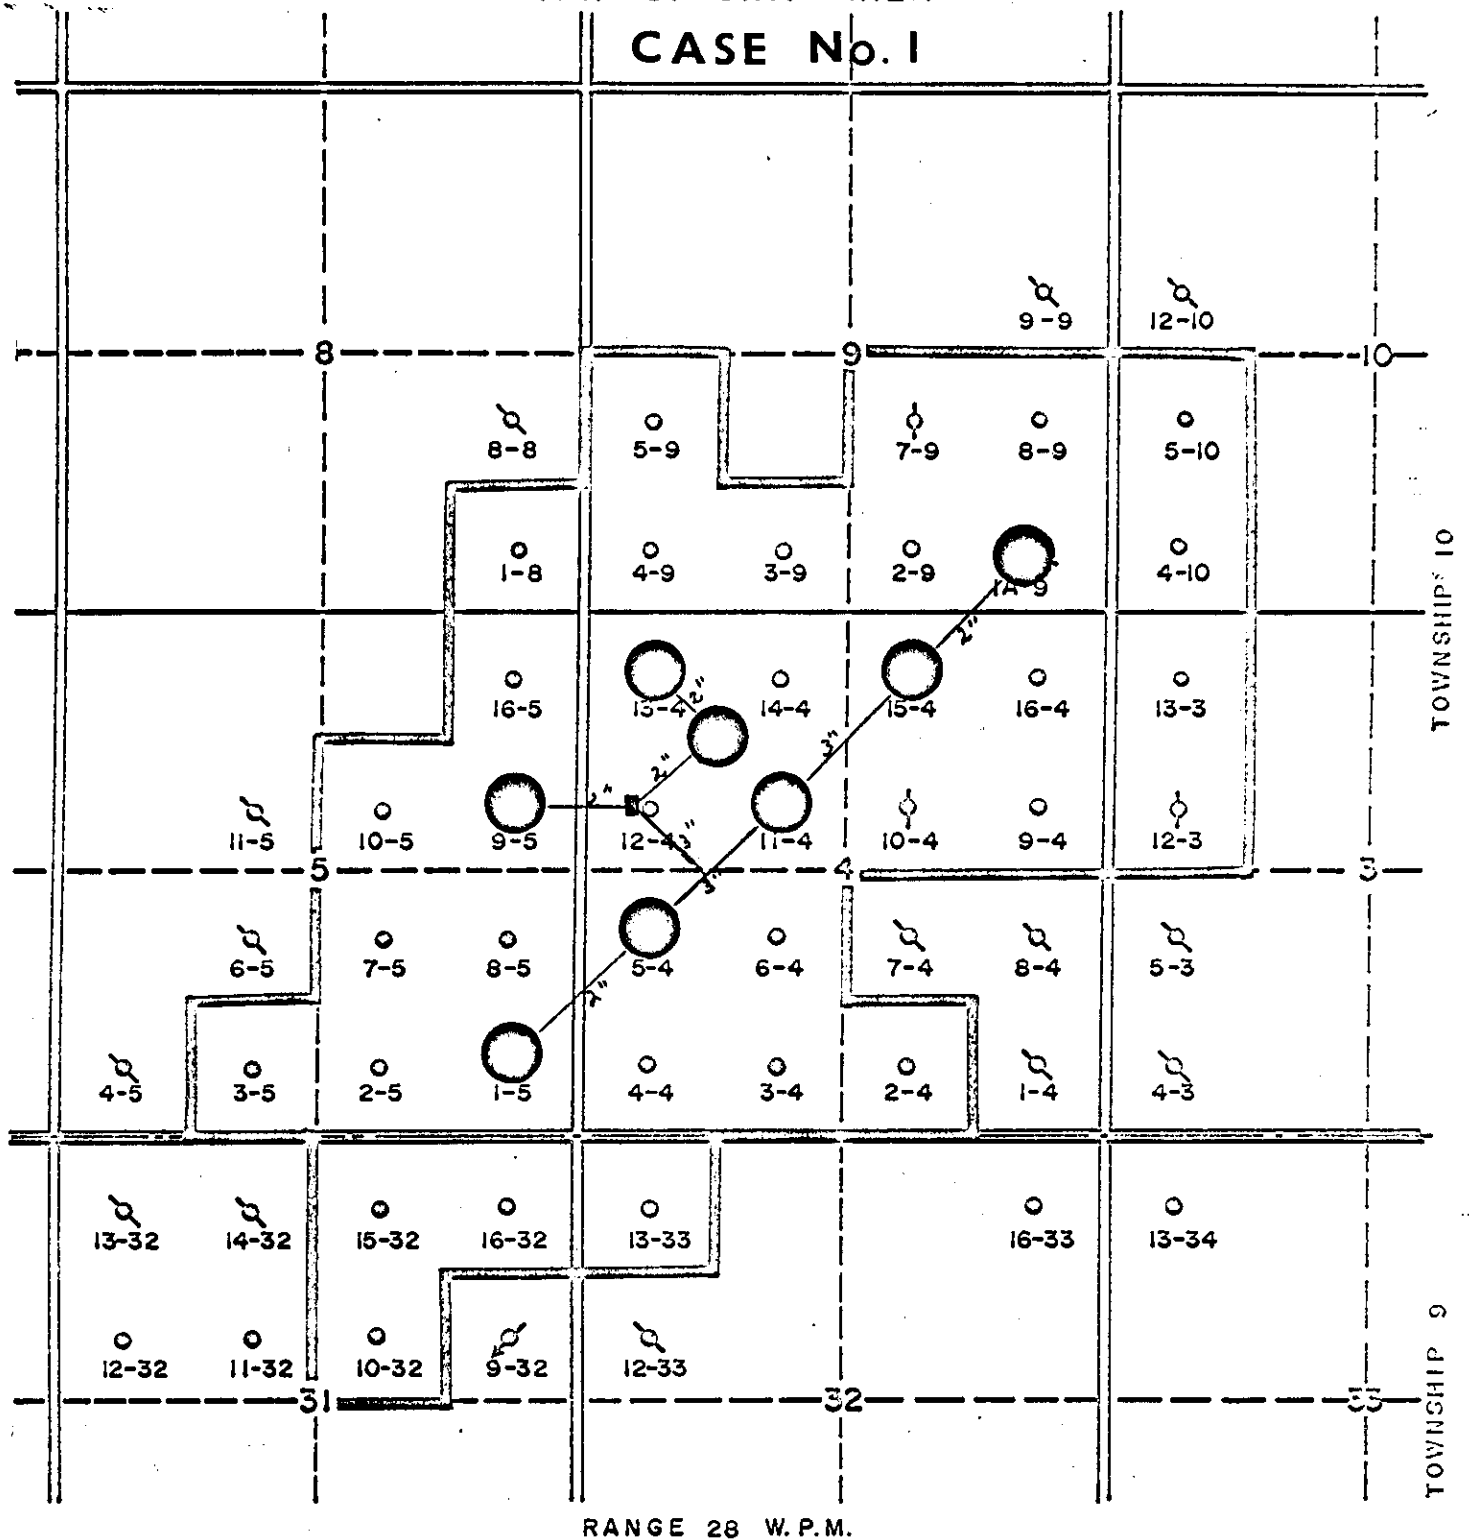 CASE No. 1
9-9 12-10
8 9 10
8-8 5-9 7-9 8-9 5-10
1-8 4-9 3-9 2-9 1A-9 4-10
TOWNSHIP 10
2"
16-5 13-4 2" 14-4 15-4 16-4 13-3
3"
2"
2"
11-5 10-5 9-5 12-4 3" 11-4 10-4 9-4 12-3
5 4 3
3"
6-5 7-5 8-5 5-4 6-4 7-4 8-4 5-3
2"
4-5 3-5 2-5 1-5 4-4 3-4 2-4 1-4 4-3
13-32 14-32 15-32 16-32 13-33 16-33 13-34
12-32 11-32 10-32 9-32 12-33
31 32 33
TOWNSHIP 9
RANGE 28 W.P.M.